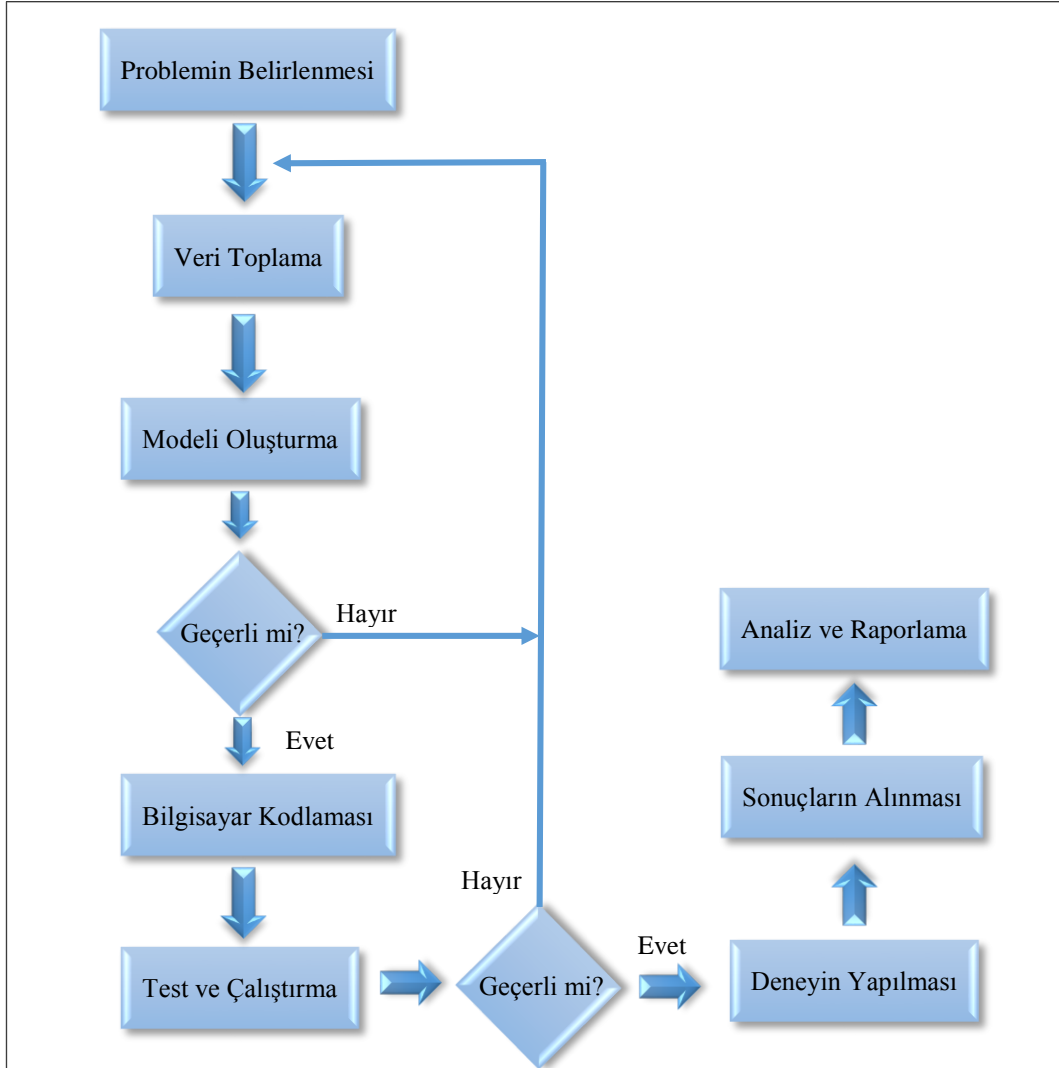 Problemin Belirlenmesi
Veri Toplama
Modeli Oluşturma
Geçerli mi?
Hayır
Evet
Bilgisayar Kodlaması
Test ve Çalıştırma
Hayır
Geçerli mi?
Evet
Deneyin Yapılması
Sonuçların Alınması
Analiz ve Raporlama